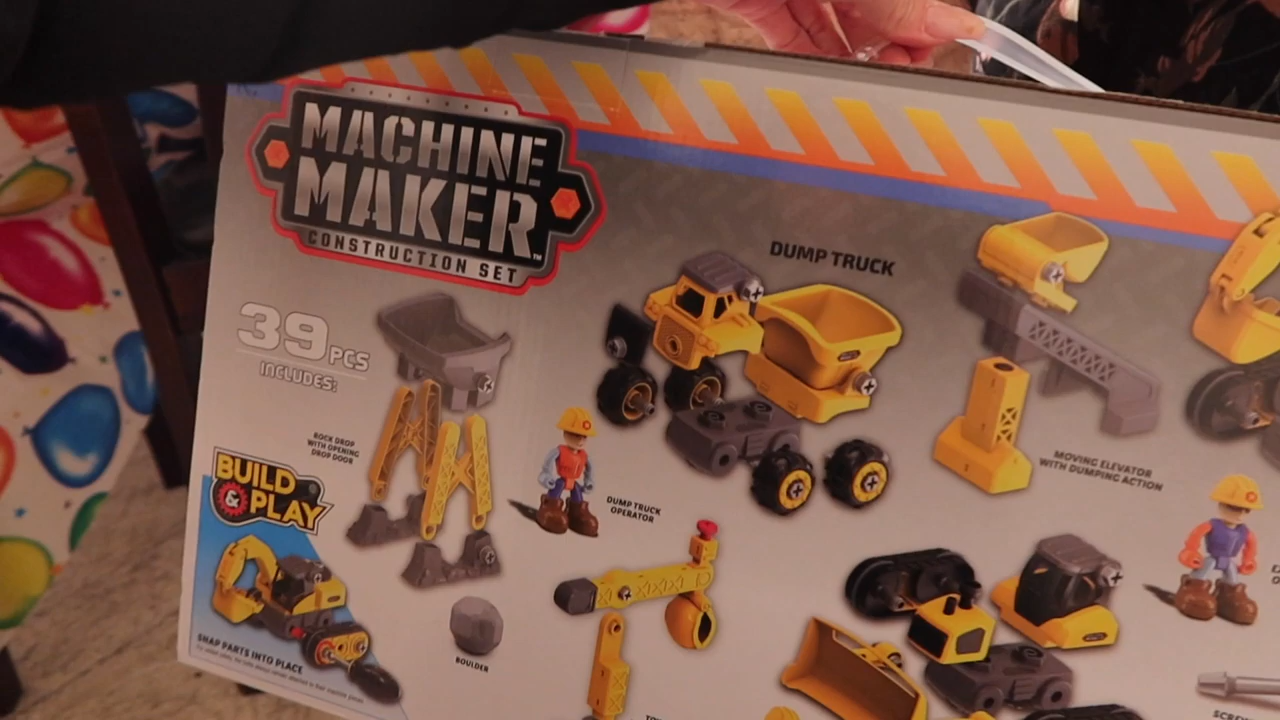 MACHINE
MAKER™
CONSTRUCTION SET
39 PCS
INCLUDES:
DUMP TRUCK
ROCK DROP
WITH OPENING
DROP DOOR
DUMP TRUCK
OPERATOR
MOVING ELEVATOR
WITH DUMPING ACTION
BUILD
& PLAY
SNAP PARTS INTO PLACE
BOULDER